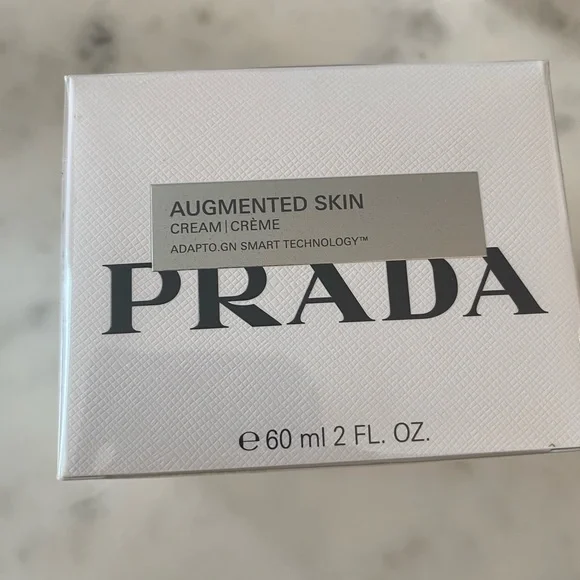 AUGMENTED SKIN
CREAM|CRÈME
ADAPTO.GN SMART TECHNOLOGY™
PRADA
℮ 60 ml 2 FL. OZ.